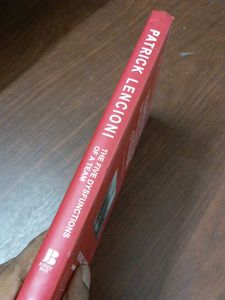 PATRICK LENCIONI
THE FIVE DYSFUNCTIONS
OF A TEAM